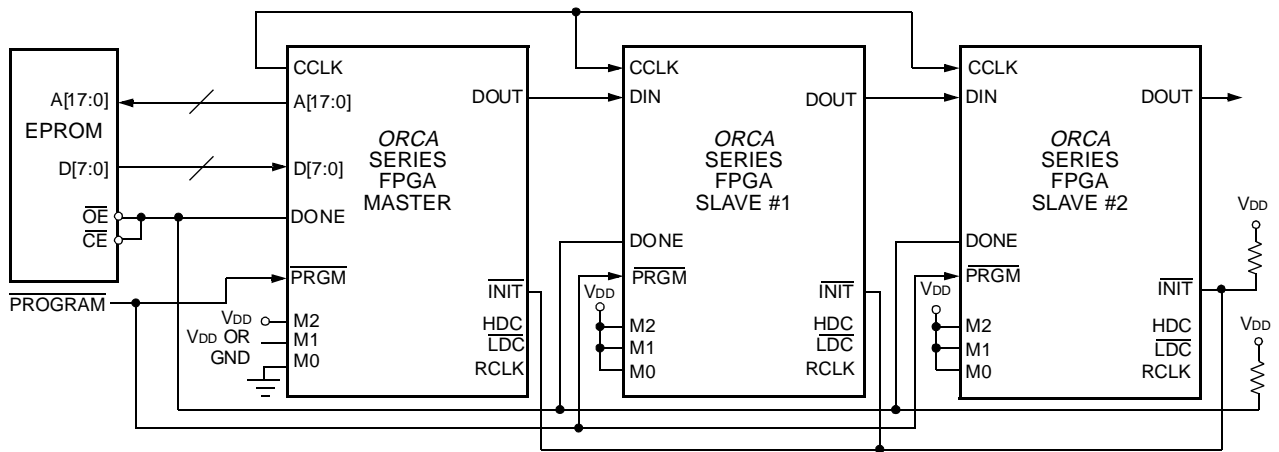 A[17:0]
EPROM
D[7:0]
OE
CE
PROGRAM
CCLK
A[17:0]
DOUT
ORCA
SERIES
FPGA
MASTER
D[7:0]
DONE
PRGM
INIT
VDD
M2
HDC
VDD OR
M1
LDC
GND
M0
RCLK
CCLK
DIN
DOUT
ORCA
SERIES
FPGA
SLAVE #1
DONE
PRGM
VDD
INIT
M2
HDC
M1
LDC
M0
RCLK
CCLK
DIN
DOUT
ORCA
SERIES
FPGA
SLAVE #2
DONE
PRGM
VDD
INIT
M2
HDC
M1
LDC
M0
RCLK
VDD
VDD